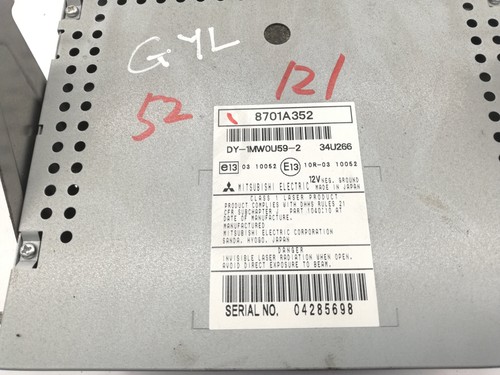 GYL
52
121
8701A352
DY-1MW0U59-2 34U266
e13 03 10052 E13 10R-03 10052
MITSUBISHI ELECTRIC 12V NEG. GROUND MADE IN JAPAN
CLASS 1 LASER PRODUCT
PRODUCT COMPLIES WITH DHHS RULES 21
CFR SUBCHAPTER J PART 1040.10 AT
DATE OF MANUFACTURE.
MANUFACTURED
MITSUBISHI ELECTRIC CORPORATION
SANDA, HYOGO, JAPAN
DANGER
INVISIBLE LASER RADIATION WHEN OPEN.
AVOID DIRECT EXPOSURE TO BEAM.
SERIAL NO. 04285698